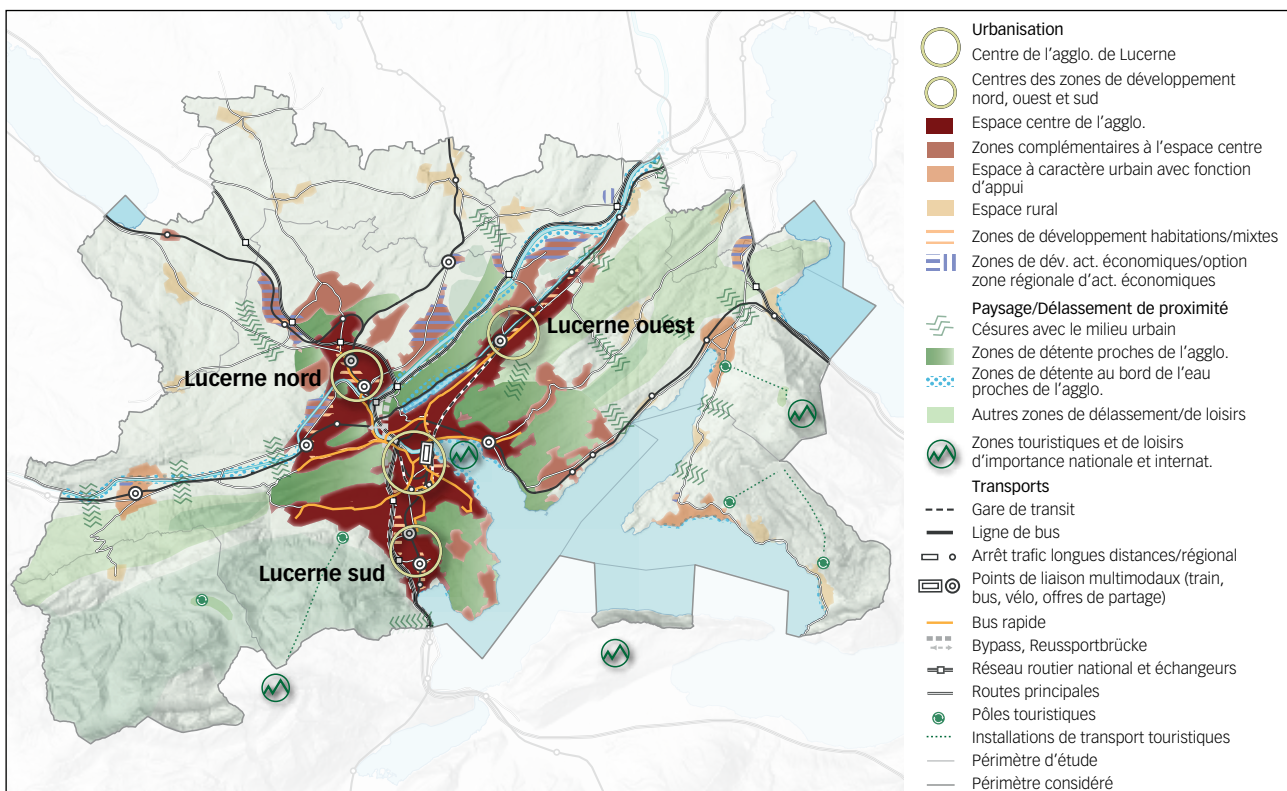 Lucerne ouest
Lucerne nord
Lucerne sud
Urbanisation
Centre de l'agglo. de Lucerne
Centres des zones de développement
nord, ouest et sud
Espace centre de l'agglo.
Zones complémentaires à l'espace centre
Espace à caractère urbain avec fonction
d'appui
Espace rural
Zones de développement habitations/mixtes
Zones de dév. act. économiques/option
zone régionale d'act. économiques
Paysage/Délassement de proximité
Césures avec le milieu urbain
Zones de détente proches de l'agglo.
Zones de détente au bord de l'eau
proches de l'agglo.
Autres zones de délassement/de loisirs
Zones touristiques et de loisirs
d'importance nationale et internat.
Transports
Gare de transit
Ligne de bus
Arrêt trafic longues distances/régional
Points de liaison multimodaux (train,
bus, vélo, offres de partage)
Bus rapide
Bypass, Reussportbrücke
Réseau routier national et échangeurs
Routes principales
Pôles touristiques
Installations de transport touristiques
Périmètre d'étude
Périmètre considéré